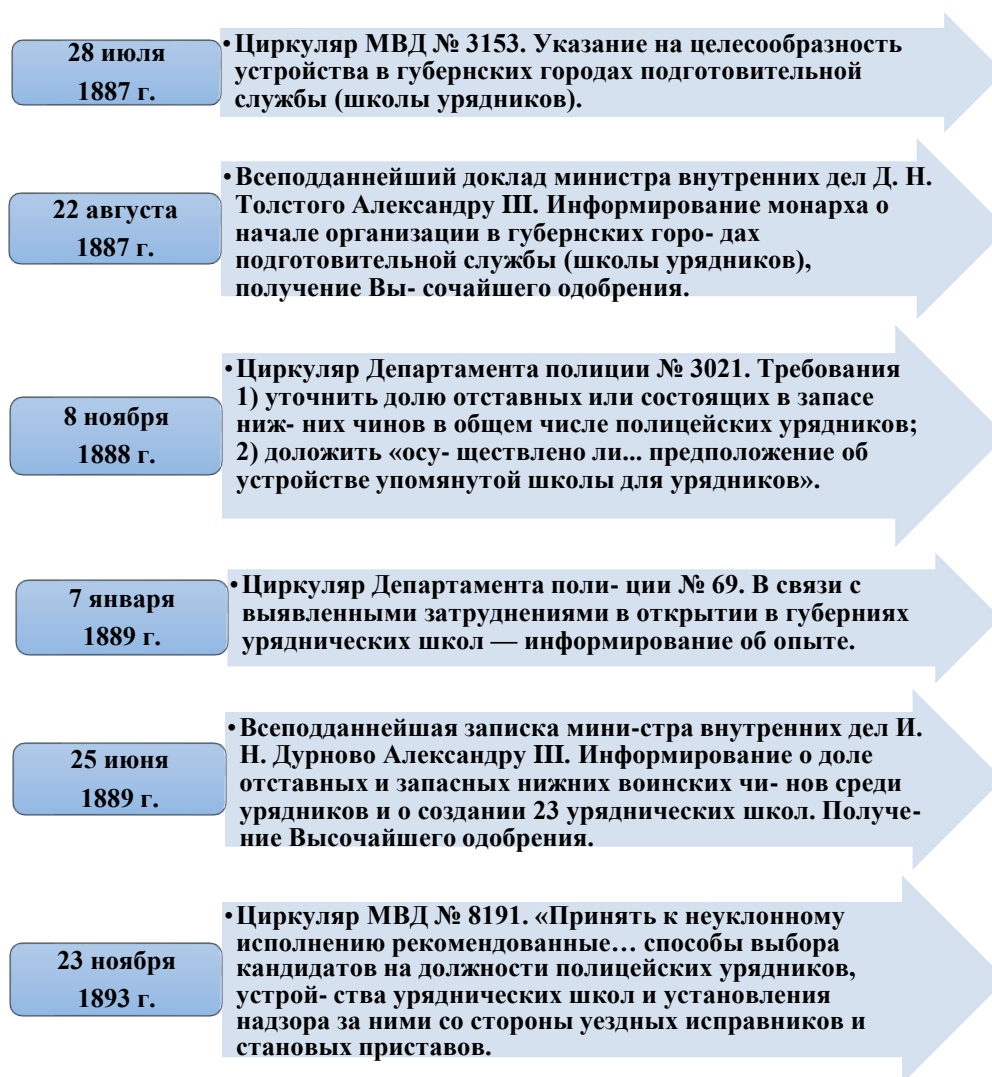 28 июля
1887 г.
•Циркуляр МВД № 3153. Указание на целесообразность
устройства в губернских городах подготовительной
службы (школы урядников).
22 августа
1887 г.
•Всеподданнейший доклад министра внутренних дел Д. Н.
Толстого Александру III. Информирование монарха о
начале организации в губернских горо- дах
подготовительной службы (школы урядников),
получение Вы- сочайшего одобрения.
8 ноября
1888 г.
•Циркуляр Департамента полиции № 3021. Требования
1) уточнить долю отставных или состоящих в запасе
ниж- них чинов в общем числе полицейских урядников;
2) доложить «осу- ществлено ли... предположение об
устройстве упомянутой школы для урядников».
7 января
1889 г.
•Циркуляр Департамента поли- ции № 69. В связи с
выявленными затруднениями в открытии в губерниях
уряднических школ — информирование об опыте.
25 июня
1889 г.
•Всеподданнейшая записка мини-стра внутренних дел И.
Н. Дурново Александру III. Информирование о доле
отставных и запасных нижних воинских чи- нов среди
урядников и о создании 23 уряднических школ. Получе-
ние Высочайшего одобрения.
23 ноября
1893 г.
•Циркуляр МВД № 8191. «Принять к неуклонному
исполнению рекомендованные… способы выбора
кандидатов на должности полицейских урядников,
устрой- ства уряднических школ и установления
надзора за ними со стороны уездных исправников и
становых приставов.